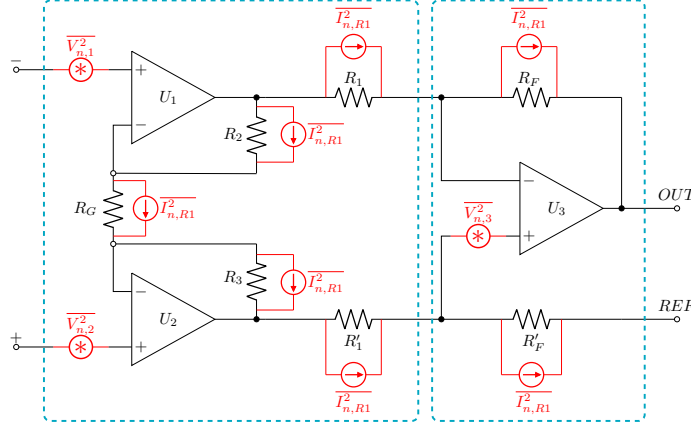 I²n,R1
I²n,R1
−
V²n,1
+
U1
−
R1
RF
R2
I²n,R1
RG
I²n,R1
−
U3
+
OUT
V²n,3
R3
I²n,R1
−
U2
+
+
V²n,2
R′1
R′F
REF
I²n,R1
I²n,R1